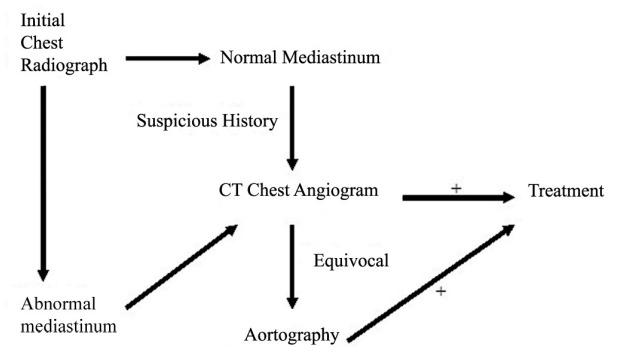 Initial
Chest
Radiograph
Normal Mediastinum
Suspicious History
CT Chest Angiogram
+
Treatment
Equivocal
+
Abnormal
mediastinum
Aortography